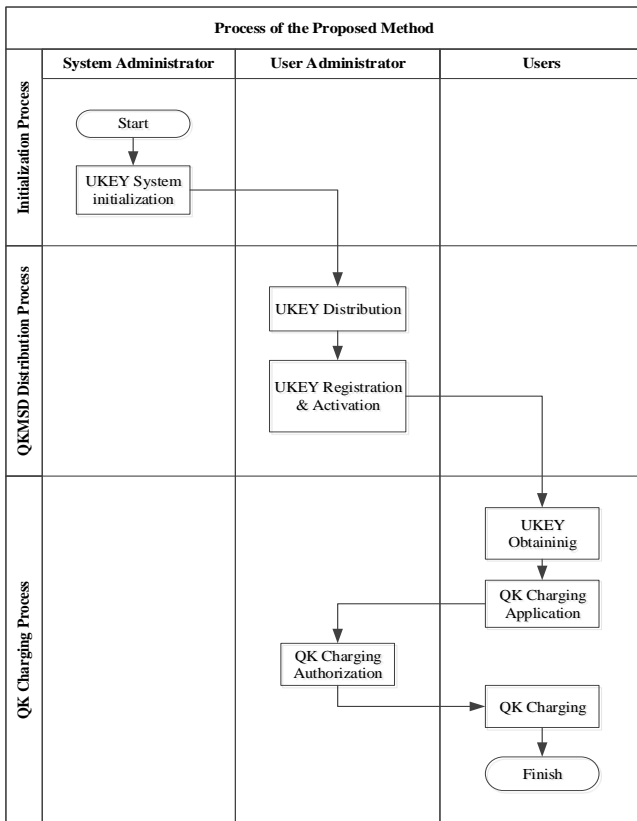 Process of the Proposed Method
System Administrator
User Administrator
Users
Initialization Process
Start
UKEY System
initialization
QKMSD Distribution Process
UKEY Distribution
UKEY Registration
& Activation
QK Charging Process
UKEY
Obtaininig
QK Charging
Application
QK Charging
Authorization
QK Charging
Finish